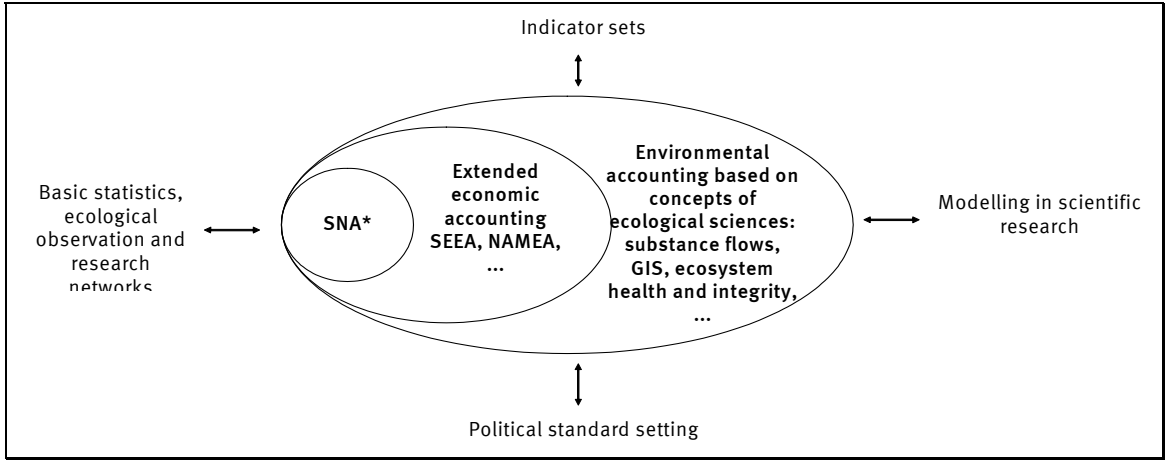 Indicator sets
Basic statistics,
ecological
observation and
research
networks
SNA*
Extended
economic
accounting
SEEA, NAMEA,
...
Environmental
accounting based on
concepts of
ecological sciences:
substance flows,
GIS, ecosystem
health and integrity,
...
Modelling in scientific
research
Political standard setting